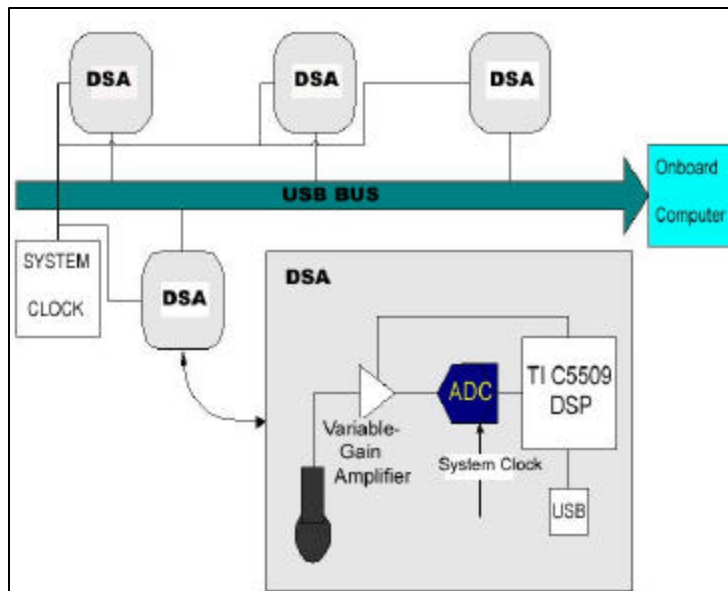 DSA
DSA
DSA
USB BUS
Onboard
Computer
SYSTEM
CLOCK
DSA
DSA
Variable-
Gain
Amplifier
ADC
System Clock
TI C5509
DSP
USB